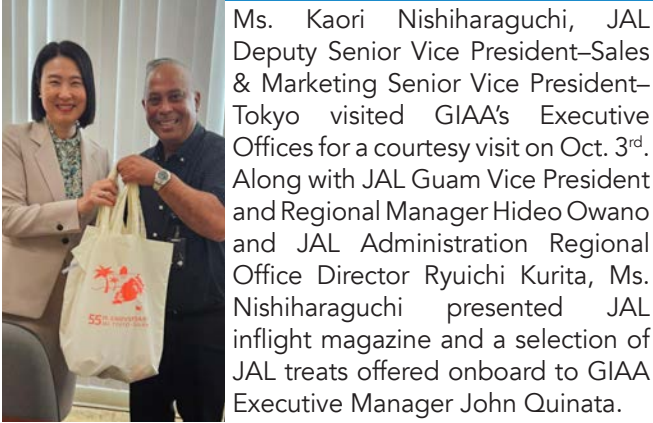 Ms. Kaori Nishiharaguchi, JAL
Deputy Senior Vice President–Sales
& Marketing Senior Vice President–
Tokyo visited GIAA’s Executive
Offices for a courtesy visit on Oct. 3rd.
Along with JAL Guam Vice President
and Regional Manager Hideo Owano
and JAL Administration Regional
Office Director Ryuichi Kurita, Ms.
Nishiharaguchi presented JAL
inflight magazine and a selection of
JAL treats offered onboard to GIAA
Executive Manager John Quinata.
55TH ANNIVERSARY